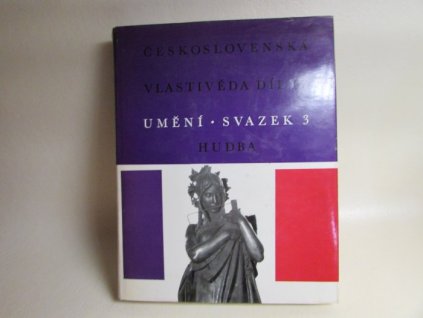 ČESKOSLOVENSKÁ
VLASTIVĚDA DÍL
UMĚNÍ · SVAZEK 3
HUDBA